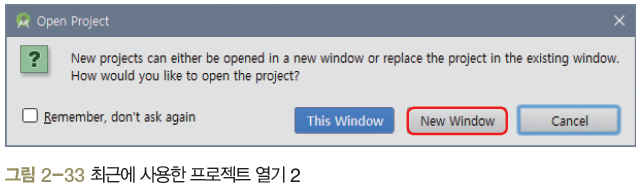 Open Project
New projects can either be opened in a new window or replace the project in the existing window.
How would you like to open the project?
Remember, don't ask again
This Window
New Window
Cancel
그림 2-33 최근에 사용한 프로젝트 열기 2